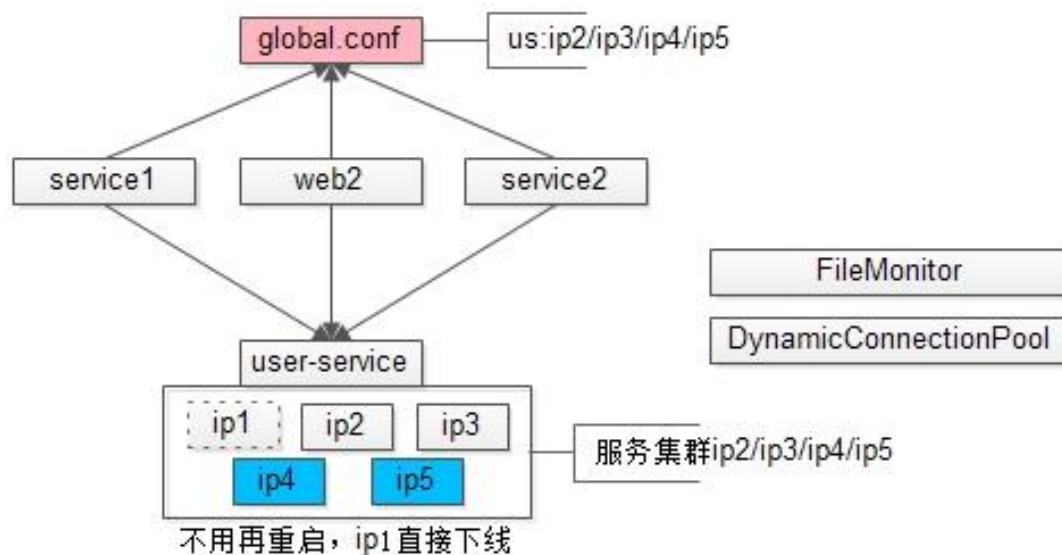 global.conf
us:ip2/ip3/ip4/ip5
service1
web2
service2
FileMonitor
DynamicConnectionPool
user-service
ip1
ip2
ip3
ip4
ip5
服务集群ip2/ip3/ip4/ip5
不用再重启，ip1直接下线